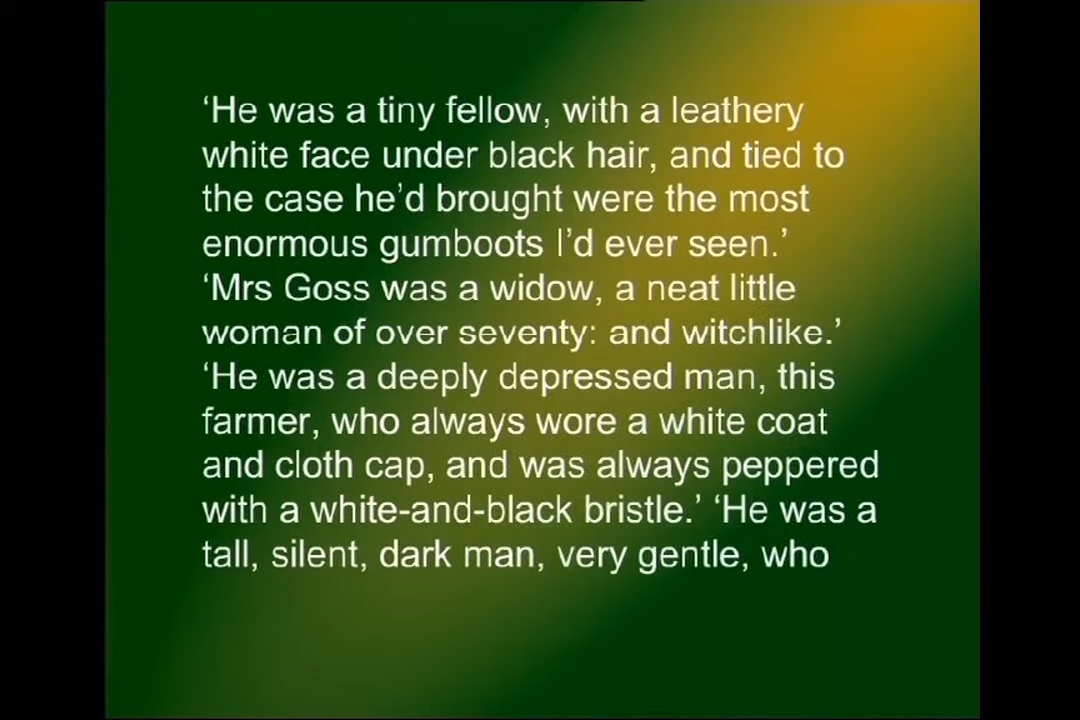 ‘He was a tiny fellow, with a leathery
white face under black hair, and tied to
the case he’d brought were the most
enormous gumboots I’d ever seen.’
‘Mrs Goss was a widow, a neat little
woman of over seventy: and witchlike.’
‘He was a deeply depressed man, this
farmer, who always wore a white coat
and cloth cap, and was always peppered
with a white-and-black bristle.’ ‘He was a
tall, silent, dark man, very gentle, who